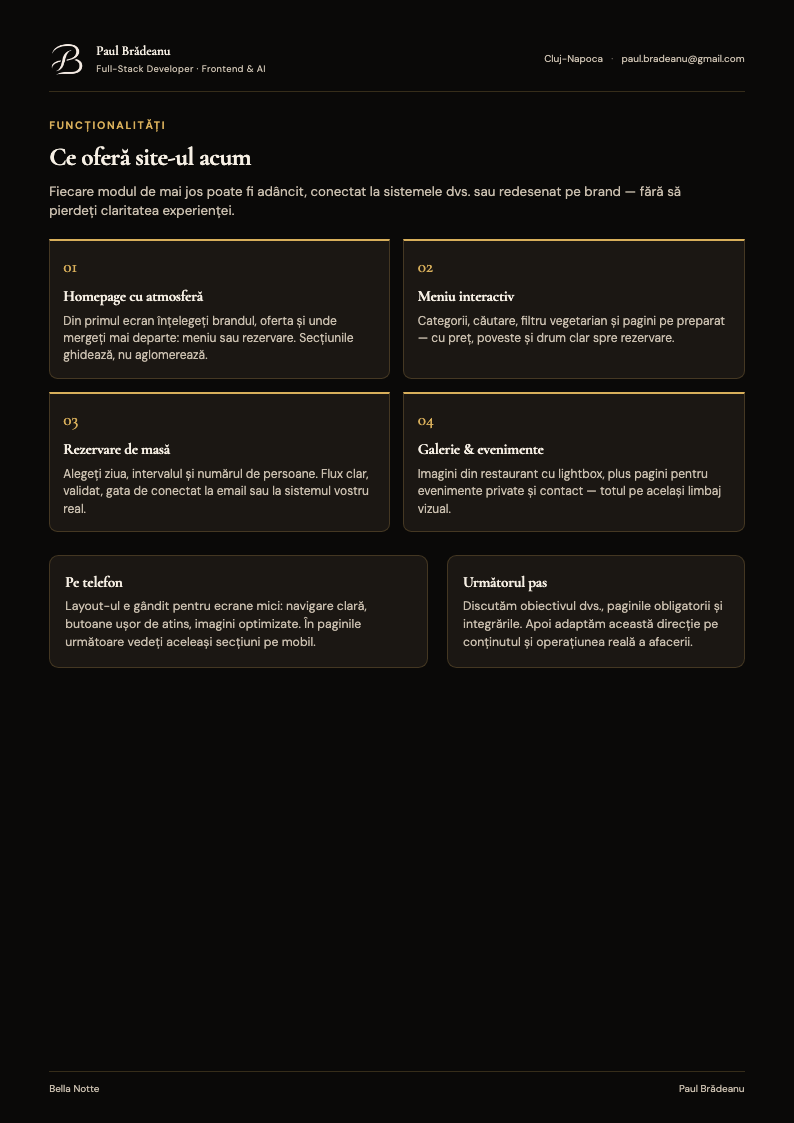 B
Paul Brădeanu
Full-Stack Developer · Frontend & AI
Cluj-Napoca · paul.bradeanu@gmail.com
FUNCȚIONALITĂȚI
Ce oferă site-ul acum
Fiecare modul de mai jos poate fi adâncit, conectat la sistemele dvs. sau redesenat pe brand — fără să
pierdeți claritatea experienței.
01
Homepage cu atmosferă
Din primul ecran înțelegeți brandul, oferta și unde
mergeți mai departe: meniu sau rezervare. Secțiunile
ghidează, nu aglomerează.
02
Meniu interactiv
Categorii, căutare, filtru vegetarian și pagini pe preparat
— cu preț, poveste și drum clar spre rezervare.
03
Rezervare de masă
Alegeți ziua, intervalul și numărul de persoane. Flux clar,
validat, gata de conectat la email sau la sistemul vostru
real.
04
Galerie & evenimente
Imagini din restaurant cu lightbox, plus pagini pentru
evenimente private și contact — totul pe același limbaj
vizual.
Pe telefon
Layout-ul e gândit pentru ecrane mici: navigare clară,
butoane ușor de atins, imagini optimizate. În paginile
următoare vedeți aceleași secțiuni pe mobil.
Următorul pas
Discutăm obiectivul dvs., paginile obligatorii și
integrările. Apoi adaptăm această direcție pe
conținutul și operațiunea reală a afacerii.
Bella Notte
Paul Brădeanu